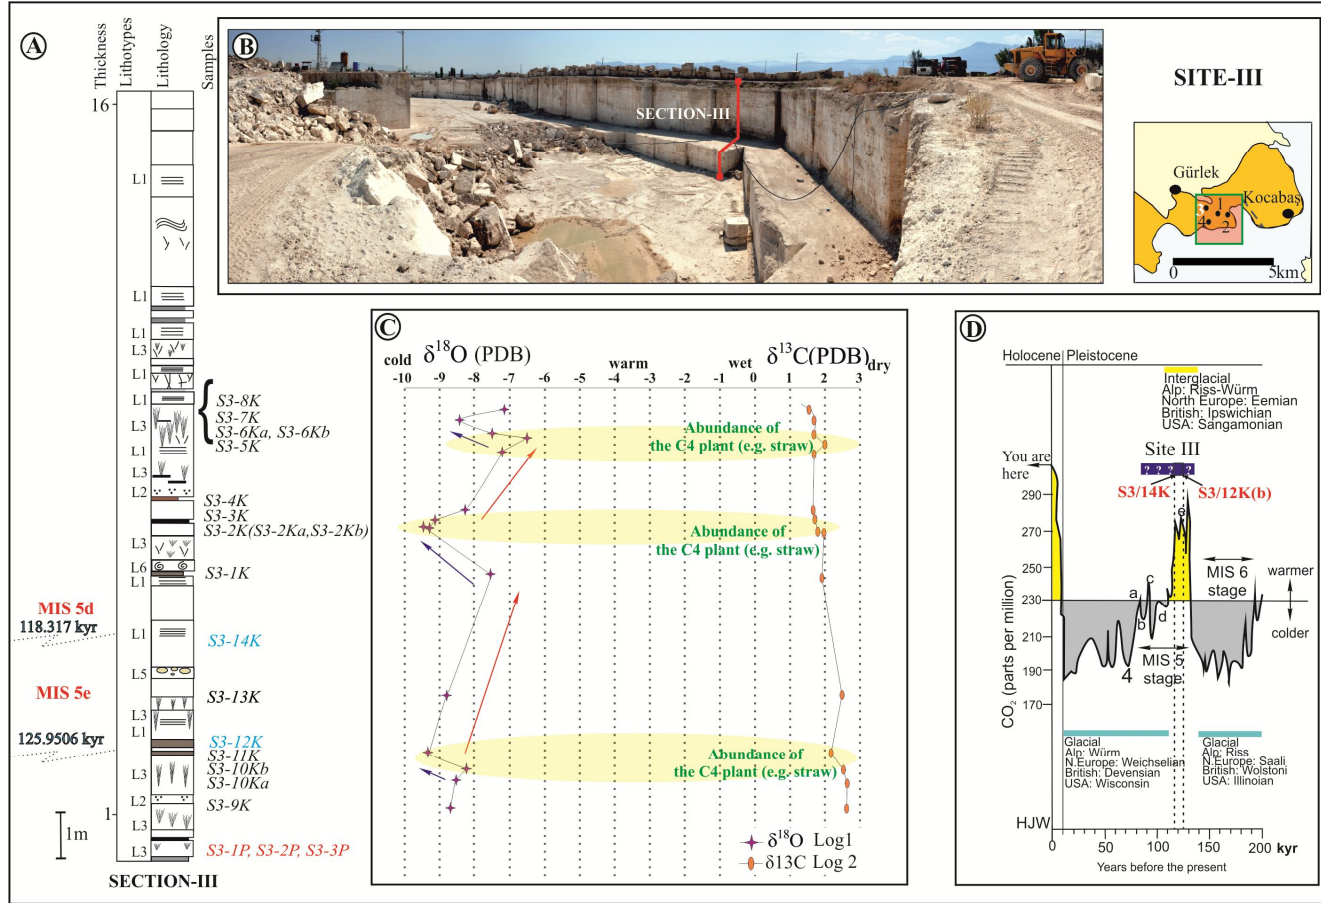 A
Thickness
Lithotypes
Lithology
Samples
16
L1
L1
L1
L3
L1
L1
S3-8K
S3-7K
L3
S3-6Ka, S3-6Kb
S3-5K
L1
L3
L2
S3-4K
S3-3K
S3-2K(S3-2Ka,S3-2Kb)
L3
L6
S3-1K
L1
MIS 5d
118.317 kyr
L1
S3-14K
L5
MIS 5e
S3-13K
L3
L1
125.9506 kyr
S3-12K
S3-11K
S3-10Kb
L3
S3-10Ka
L2
S3-9K
1
L3
1m
S3-1P, S3-2P, S3-3P
SECTION-III
B
SECTION-III
SITE-III
Gürlek
Kocabaş
1
3
4
2
0
5km
C
cold
δ18O (PDB)
warm
wet
δ13C(PDB)
dry
-10 -9 -8 -7 -6 -5 -4 -3 -2 -1 0 1 2 3
Abundance of
the C4 plant (e.g. straw)
Abundance of
the C4 plant (e.g. straw)
Abundance of
the C4 plant (e.g. straw)
δ18O Log1
δ13C Log 2
D
Holocene Pleistocene
Interglacial
Alp: Riss-Würm
North Europe: Eemian
British: Ipswichian
USA: Sangamonian
You are
here
Site III
? ? ? ?
S3/14K
S3/12K(b)
290
270
250
230
210
190
170
CO2 (parts per million)
e
a
c
b
d
4
MIS 5
stage
MIS 6
stage
warmer
colder
Glacial
Alp: Würm
N.Europe: Weichselian
British: Devensian
USA: Wisconsin
Glacial
Alp: Riss
N.Europe: Saali
British: Wolstoni
USA: Illinoian
HJW
0 50 100 150 200 kyr
Years before the present